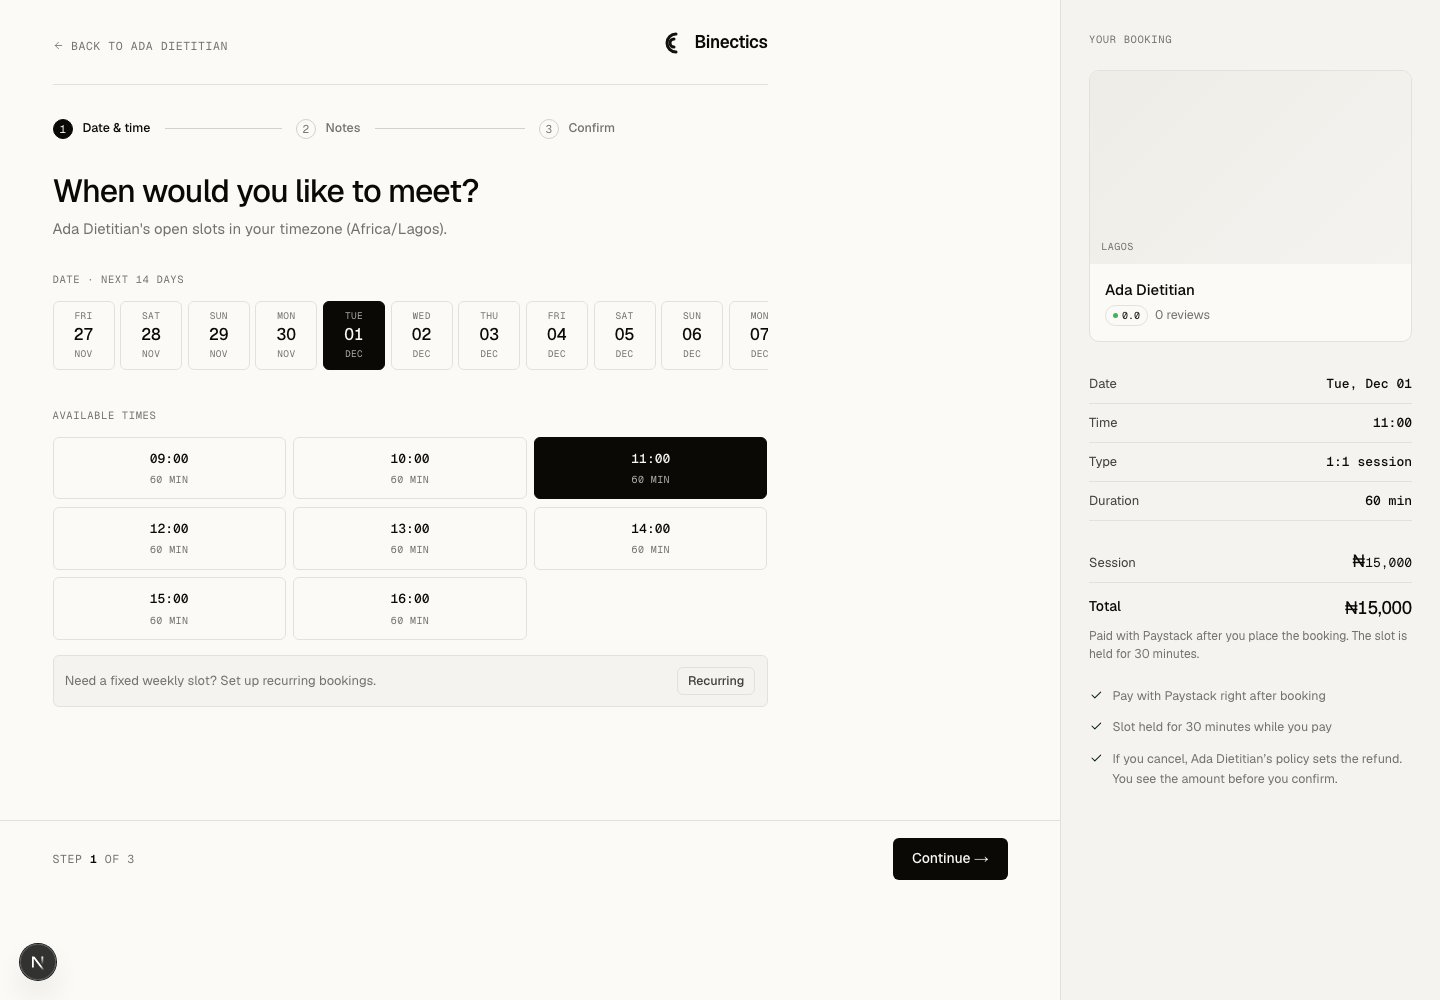 ← BACK TO ADA DIETITIAN
Binectics
1 Date & time
2 Notes
3 Confirm
When would you like to meet?
Ada Dietitian's open slots in your timezone (Africa/Lagos).
DATE · NEXT 14 DAYS
FRI 27 NOV
SAT 28 NOV
SUN 29 NOV
MON 30 NOV
TUE 01 DEC
WED 02 DEC
THU 03 DEC
FRI 04 DEC
SAT 05 DEC
SUN 06 DEC
MON 07 DEC
AVAILABLE TIMES
09:00
60 MIN
10:00
60 MIN
11:00
60 MIN
12:00
60 MIN
13:00
60 MIN
14:00
60 MIN
15:00
60 MIN
16:00
60 MIN
Need a fixed weekly slot? Set up recurring bookings.
Recurring
STEP 1 OF 3
Continue →
N
YOUR BOOKING
LAGOS
Ada Dietitian
0.0 0 reviews
Date Tue, Dec 01
Time 11:00
Type 1:1 session
Duration 60 min
Session ₦15,000
Total ₦15,000
Paid with Paystack after you place the booking. The slot is
held for 30 minutes.
✓ Pay with Paystack right after booking
✓ Slot held for 30 minutes while you pay
✓ If you cancel, Ada Dietitian's policy sets the refund.
You see the amount before you confirm.